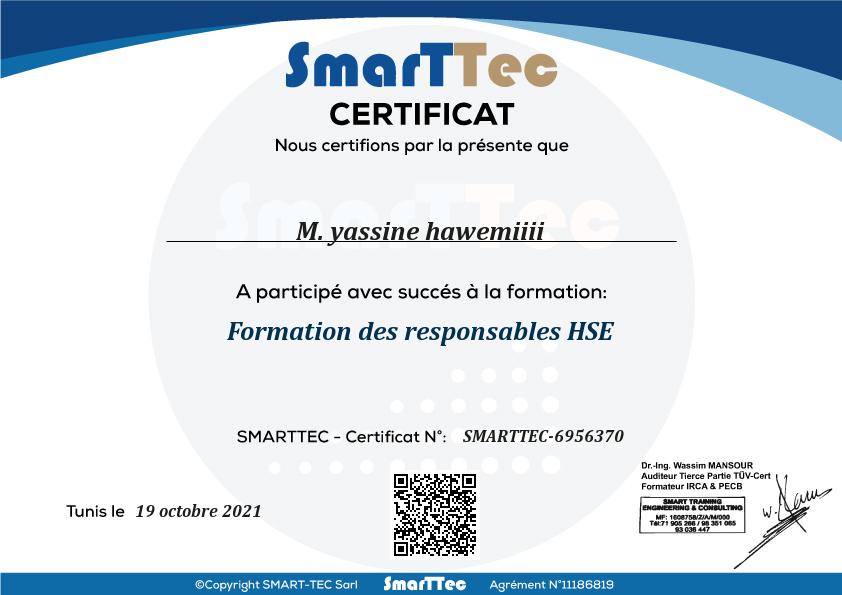 SmarTTec
CERTIFICAT
Nous certifions par la présente que
SmarTTec
M. yassine hawemiiii
A participé avec succés à la formation:
Formation des responsables HSE
SMARTTEC - Certificat N°: SMARTTEC-6956370
Dr.-Ing. Wassim MANSOUR
Auditeur Tierce Partie TÜV-Cert
Formateur IRCA & PECB
SMART TRAINING
ENGINEERING & CONSULTING
MF: 1608758/Z/A/M/000
Tél:71 905 266 / 98 351 065
93 036 447
Tunis le 19 octobre 2021
©Copyright SMART-TEC Sarl SmarTTec Agrément N°11186819